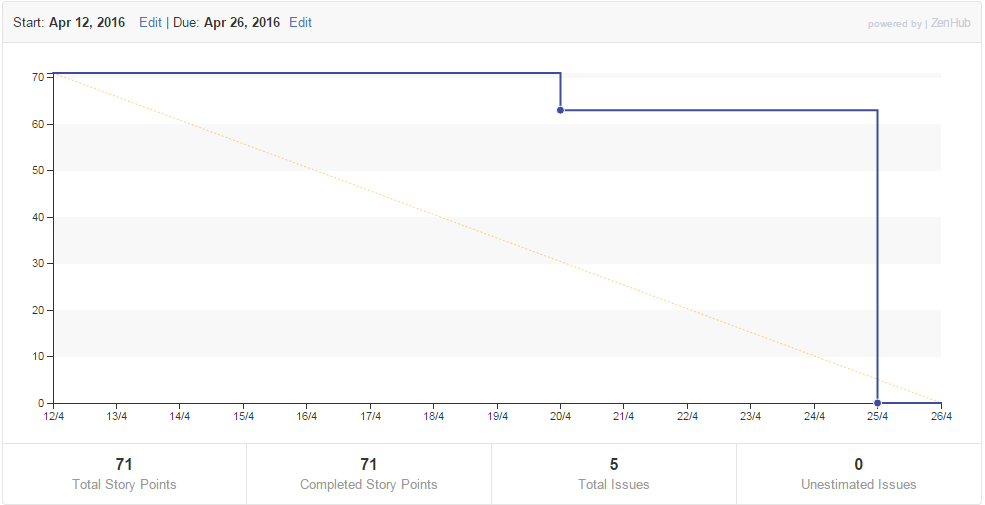 Start: Apr 12, 2016 Edit | Due: Apr 26, 2016 Edit powered by | ZenHub
70
60
50
40
30
20
10
0
12/4 13/4 14/4 15/4 16/4 17/4 18/4 19/4 20/4 21/4 22/4 23/4 24/4 25/4 26/4
71 71 5 0
Total Story Points Completed Story Points Total Issues Unestimated Issues